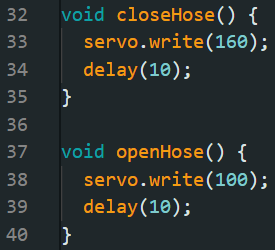 32 void closeHose() {
33   servo.write(160);
34   delay(10);
35 }
36
37 void openHose() {
38   servo.write(100);
39   delay(10);
40 }